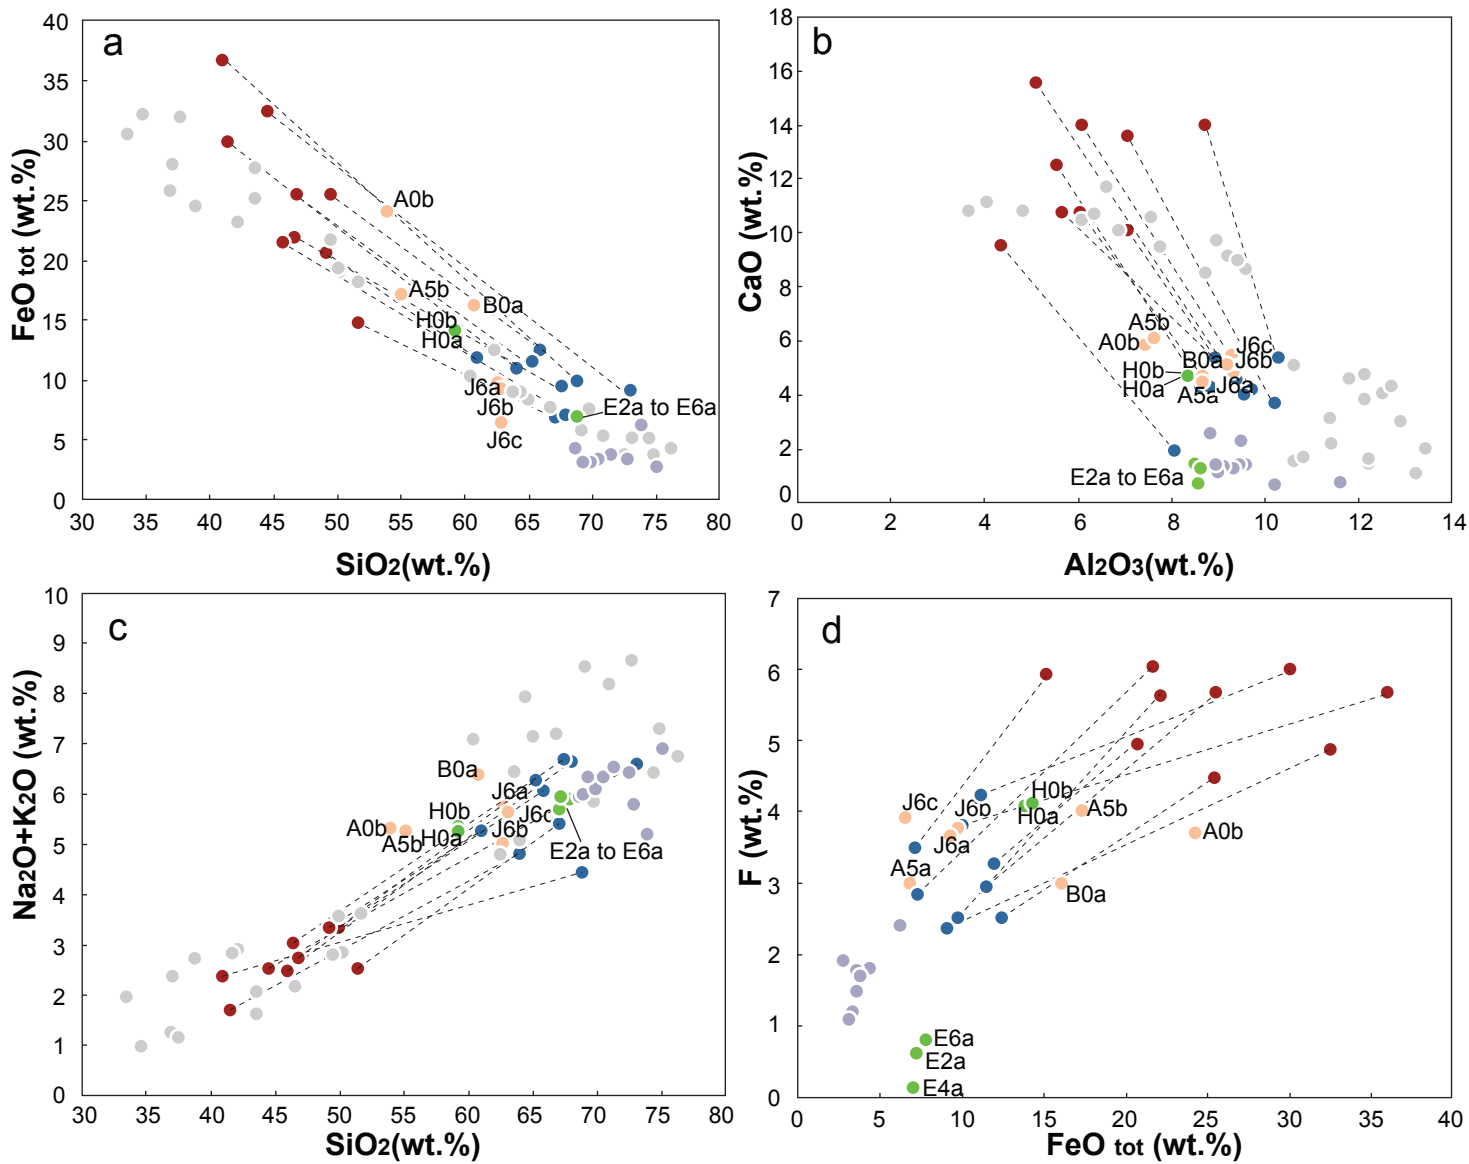 a
40
35
30
25
20
15
10
5
0
FeO tot (wt.%)
A0b
A5b
B0a
H0b
H0a
J6a
J6b
J6c
E2a to E6a
30 35 40 45 50 55 60 65 70 75 80
SiO2(wt.%)
b
18
16
14
12
10
8
6
4
2
0
CaO (wt.%)
A5b
A0b
J6c
B0a
J6b
H0b
H0a
J6a
A5a
E2a to E6a
0 2 4 6 8 10 12 14
Al2O3(wt.%)
c
10
9
8
7
6
5
4
3
2
1
0
Na2O+K2O (wt.%)
B0a
J6a
H0b
J6c
A0b
A5b
H0a
J6b
E2a to E6a
30 35 40 45 50 55 60 65 70 75 80
SiO2(wt.%)
d
7
6
5
4
3
2
1
0
F (wt.%)
J6c
J6b
H0b
H0a
A5b
J6a
A0b
A5a
B0a
E6a
E2a
E4a
0 5 10 15 20 25 30 35 40
FeO tot (wt.%)